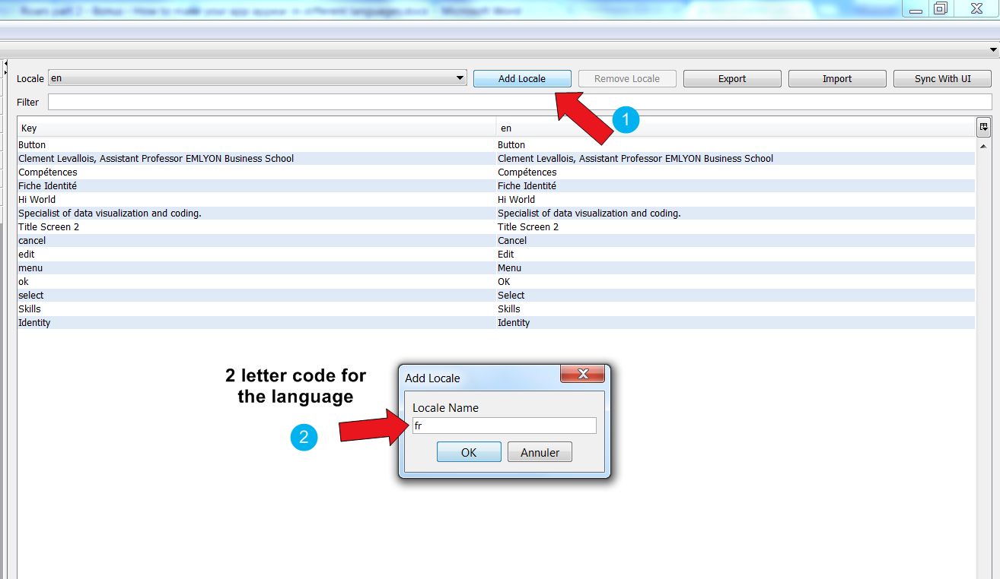 Roam part 2 - Bonus - How to make your app appear in different languages.docx - Microsoft Word
Locale en Add Locale Remove Locale Export Import Sync With UI
Filter
1
Key en
Button Button
Clement Levallois, Assistant Professor EMLYON Business School Clement Levallois, Assistant Professor EMLYON Business School
Compétences Compétences
Fiche Identité Fiche Identité
Hi World Hi World
Specialist of data visualization and coding. Specialist of data visualization and coding.
Title Screen 2 Title Screen 2
cancel Cancel
edit Edit
menu Menu
ok OK
select Select
Skills Skills
Identity Identity
2 letter code for
the language
2
Add Locale
Locale Name
fr
OK Annuler